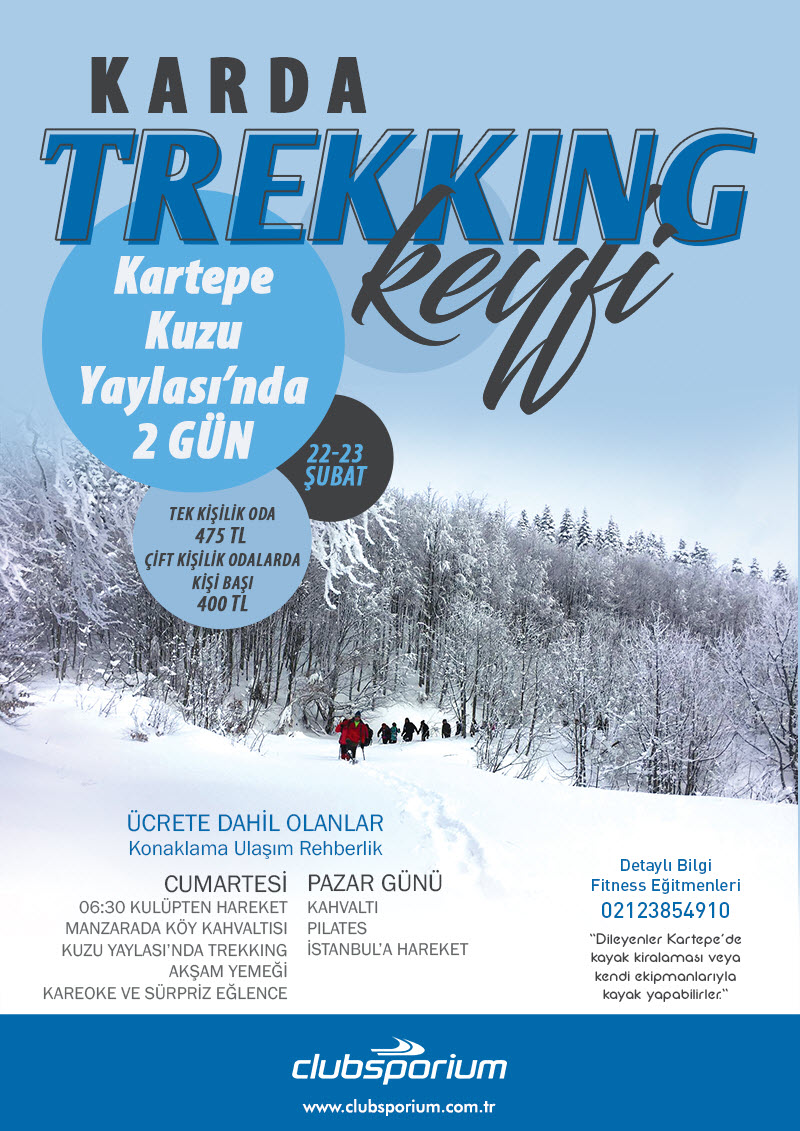 KARDA
TREKKING
keyfi
Kartepe
Kuzu
Yaylası'nda
2 GÜN
22-23
ŞUBAT
TEK KİŞİLİK ODA
475 TL
ÇİFT KİŞİLİK ODALARDA
KİŞİ BAŞI
400 TL
ÜCRETE DAHİL OLANLAR
Konaklama Ulaşım Rehberlik
CUMARTESİ
06:30 KULÜPTEN HAREKET
MANZARADA KÖY KAHVALTISI
KUZU YAYLASI'NDA TREKKING
AKŞAM YEMEĞİ
KAREOKE VE SÜRPRİZ EĞLENCE
PAZAR GÜNÜ
KAHVALTI
PILATES
İSTANBUL'A HAREKET
Detaylı Bilgi
Fitness Eğitmenleri
02123854910
"Dileyenler Kartepe'de
kayak kiralaması veya
kendi ekipmanlarıyla
kayak yapabilirler."
clubsporium
www.clubsporium.com.tr